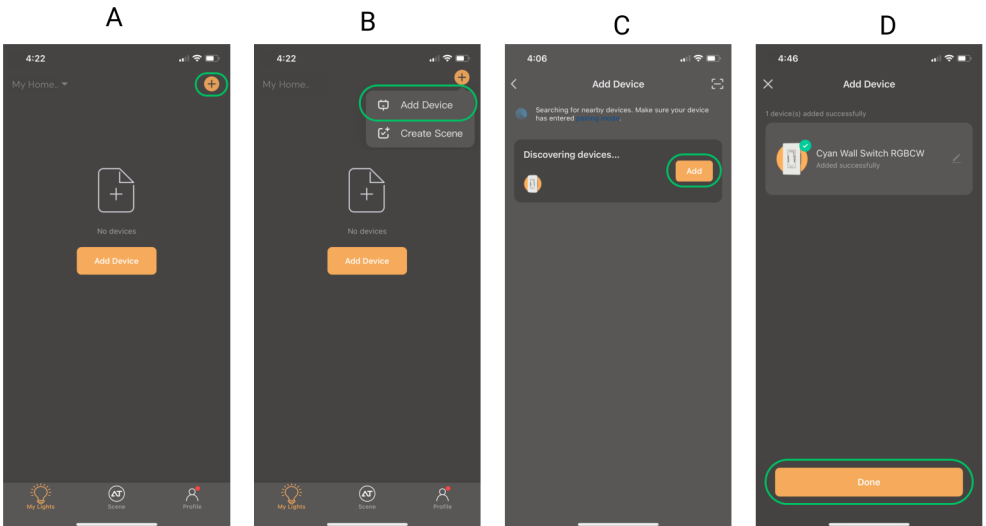 A
4:22
My Home..
No devices
Add Device
My Lights
Scene
Profile
B
4:22
My Home..
Add Device
Create Scene
No devices
Add Device
My Lights
Scene
Profile
C
4:06
Add Device
Searching for nearby devices. Make sure your device
has entered pairing mode.
Discovering devices...
Add
D
4:46
Add Device
1 device(s) added successfully
Cyan Wall Switch RGBCW
Added successfully
Done